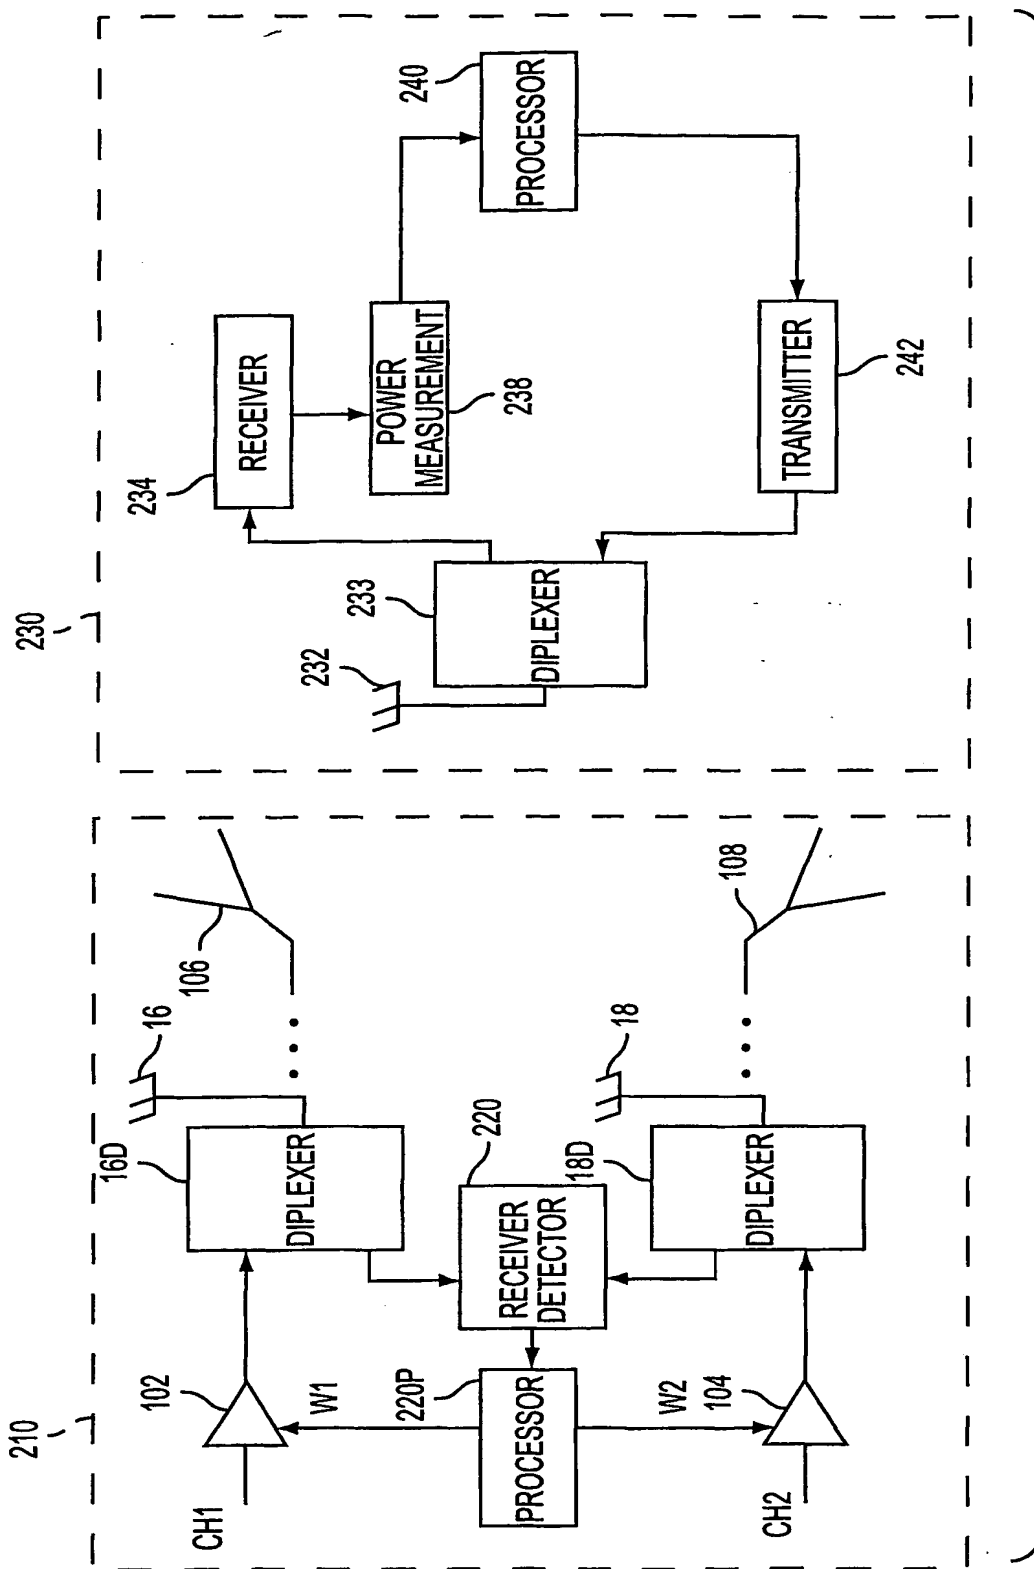 210
CH1
102
W1
220P
PROCESSOR
W2
104
CH2
16D
DIPLEXER
16
220
RECEIVER
DETECTOR
18D
DIPLEXER
18
106
108
230
232
233
DIPLEXER
234
RECEIVER
POWER
MEASUREMENT
238
240
PROCESSOR
TRANSMITTER
242